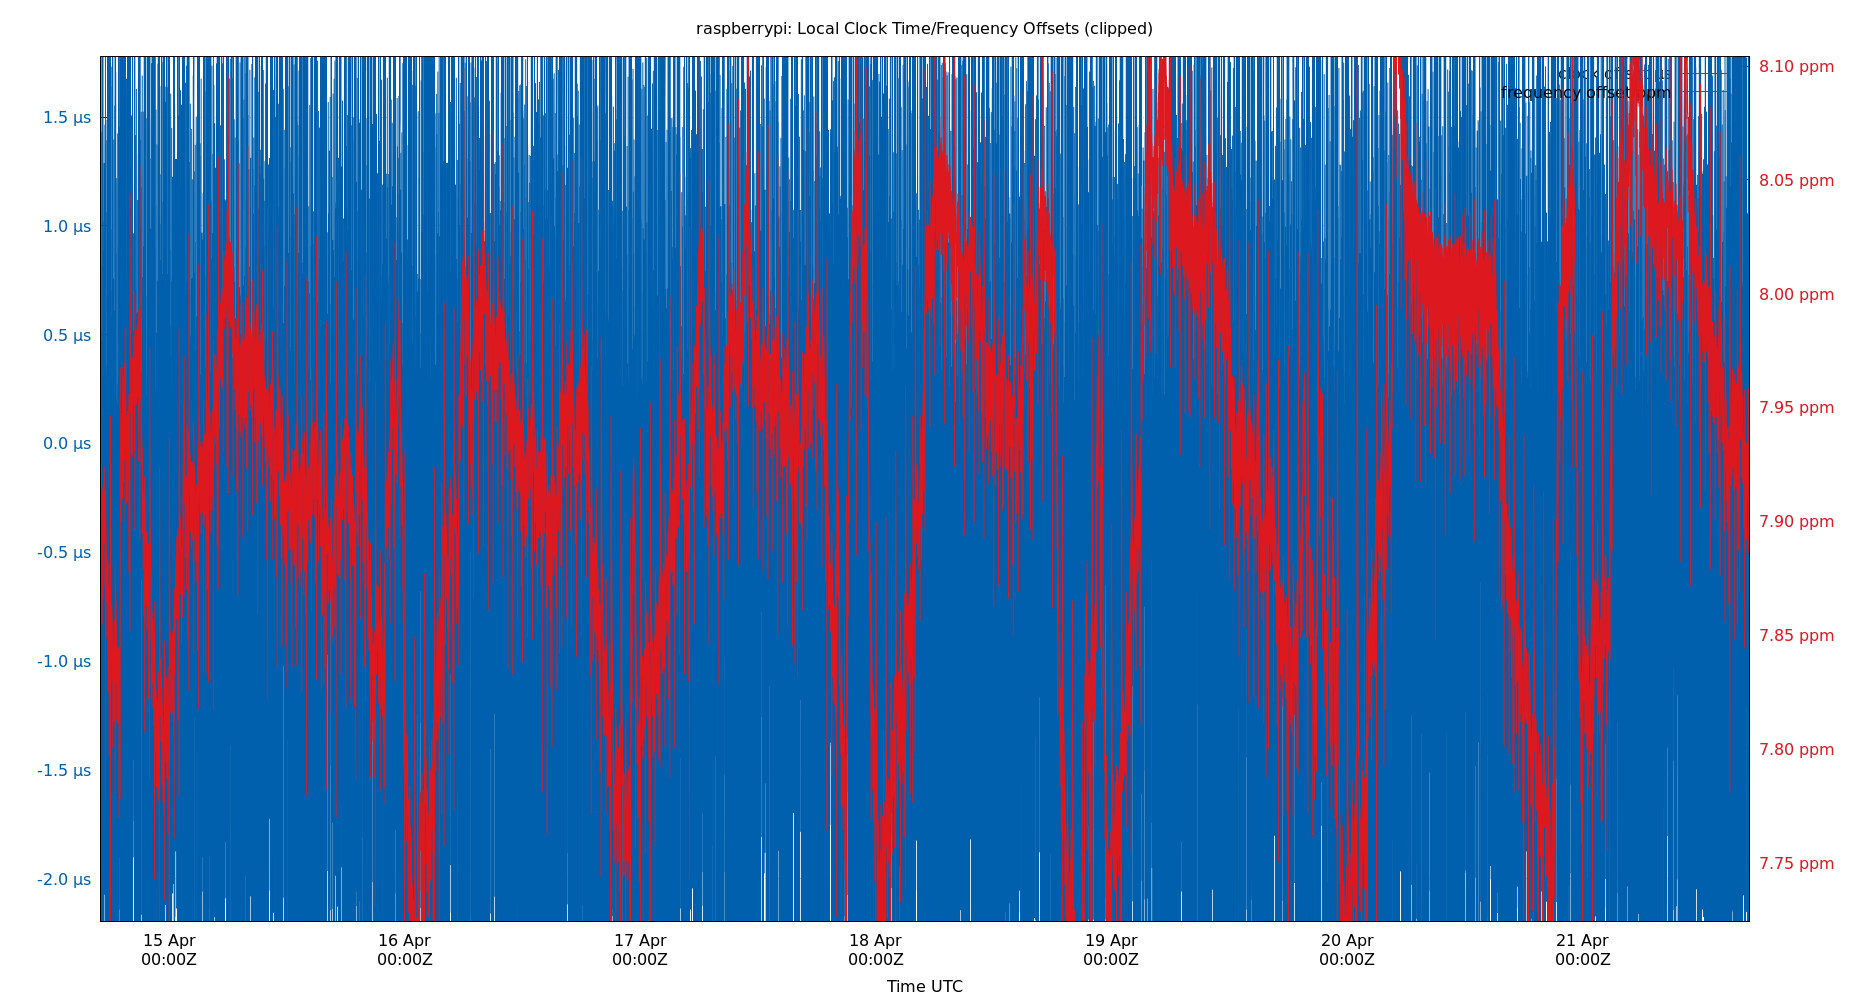 raspberrypi: Local Clock Time/Frequency Offsets (clipped)
clock offset µs
frequency offset ppm
1.5 µs
1.0 µs
0.5 µs
0.0 µs
-0.5 µs
-1.0 µs
-1.5 µs
-2.0 µs
8.10 ppm
8.05 ppm
8.00 ppm
7.95 ppm
7.90 ppm
7.85 ppm
7.80 ppm
7.75 ppm
15 Apr
00:00Z
16 Apr
00:00Z
17 Apr
00:00Z
18 Apr
00:00Z
19 Apr
00:00Z
20 Apr
00:00Z
21 Apr
00:00Z
Time UTC